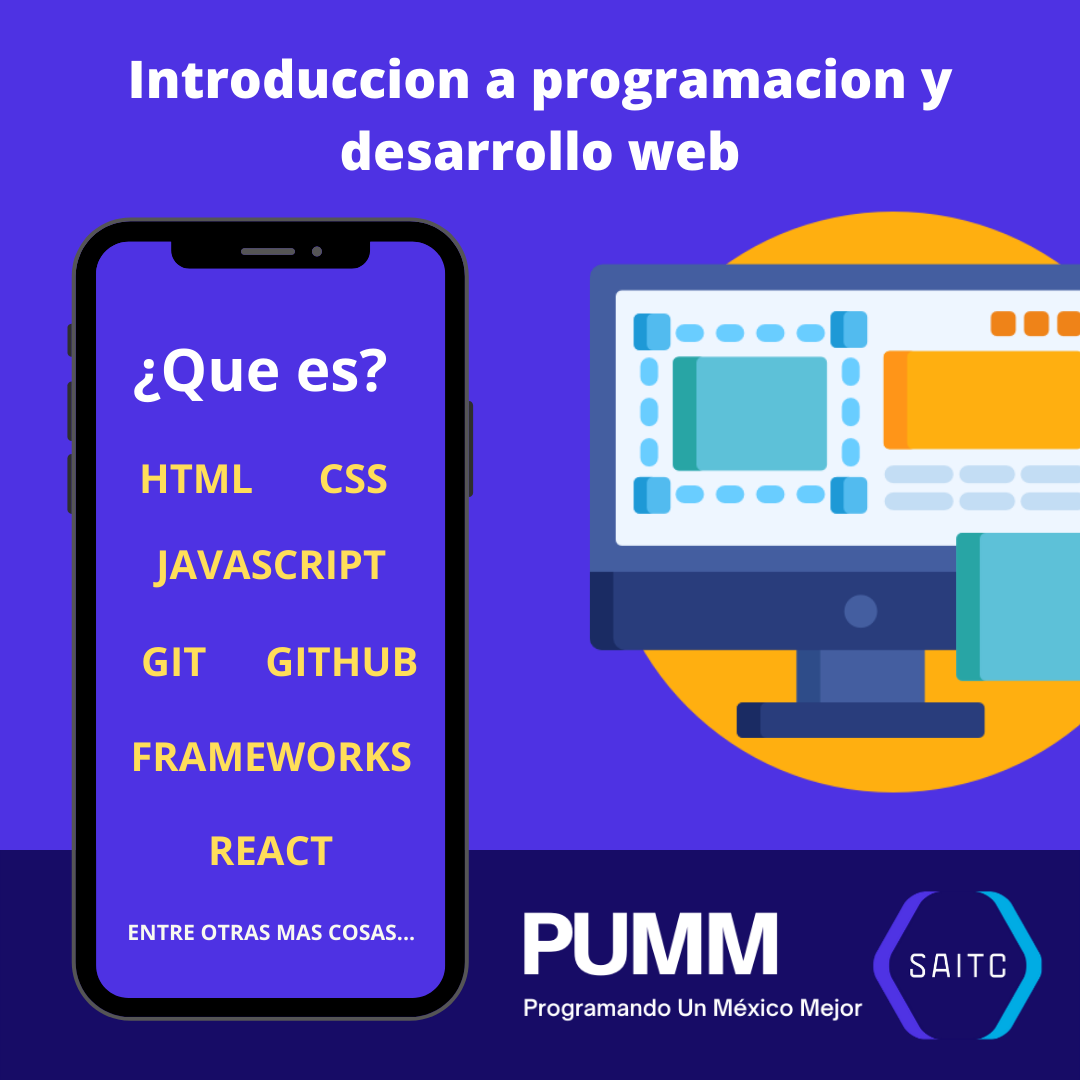 Introduccion a programacion y
desarrollo web
¿Que es?
HTML CSS
JAVASCRIPT
GIT GITHUB
FRAMEWORKS
REACT
ENTRE OTRAS MAS COSAS...
PUMM
Programando Un México Mejor
SAITC